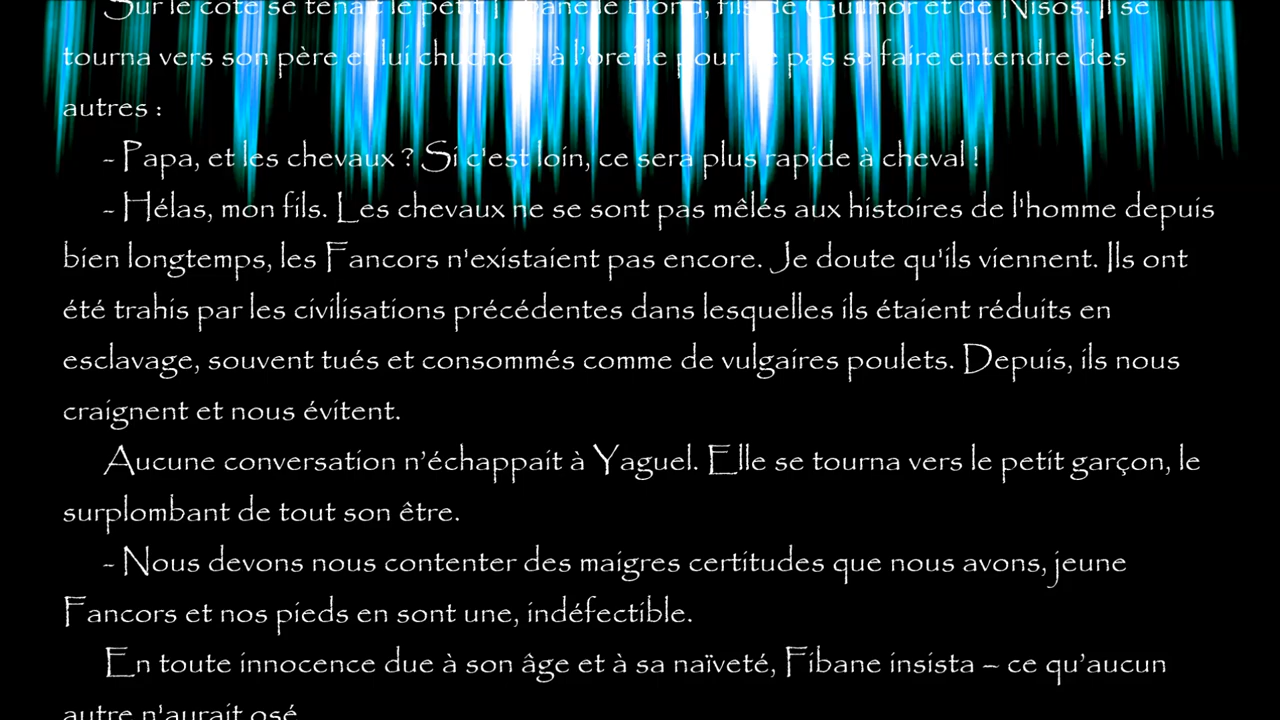 Sur le côté se tenait le petit Fibane le blond, fils de Guilmor et de Nisos. Il se
tourna vers son père et lui chuchota à l’oreille pour ne pas se faire entendre des
autres :
- Papa, et les chevaux ? Si c'est loin, ce sera plus rapide à cheval !
- Hélas, mon fils. Les chevaux ne se sont pas mêlés aux histoires de l'homme depuis
bien longtemps, les Fancors n'existaient pas encore. Je doute qu'ils viennent. Ils ont
été trahis par les civilisations précédentes dans lesquelles ils étaient réduits en
esclavage, souvent tués et consommés comme de vulgaires poulets. Depuis, ils nous
craignent et nous évitent.
Aucune conversation n’échappait à Yaguel. Elle se tourna vers le petit garçon, le
surplombant de tout son être.
- Nous devons nous contenter des maigres certitudes que nous avons, jeune
Fancors et nos pieds en sont une, indéfectible.
En toute innocence due à son âge et à sa naïveté, Fibane insista – ce qu’aucun
autre n'aurait osé